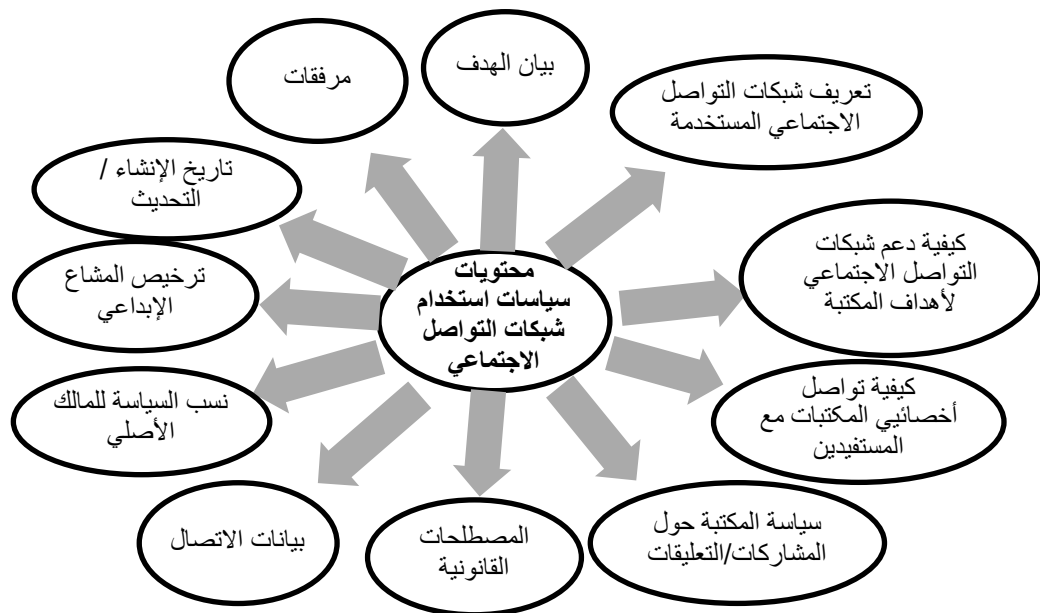 محتويات
سياسات استخدام
شبكات التواصل
الاجتماعي
بيان الهدف
تعريف شبكات التواصل
الاجتماعي المستخدمة
كيفية دعم شبكات
التواصل الاجتماعي
لأهداف المكتبة
كيفية تواصل
أخصائيي المكتبات مع
المستفيدين
سياسة المكتبة حول
المشاركات/التعليقات
المصطلحات
القانونية
بيانات الاتصال
نسب السياسة للمالك
الأصلي
ترخيص المشاع
الإبداعي
تاريخ الإنشاء /
التحديث
مرفقات